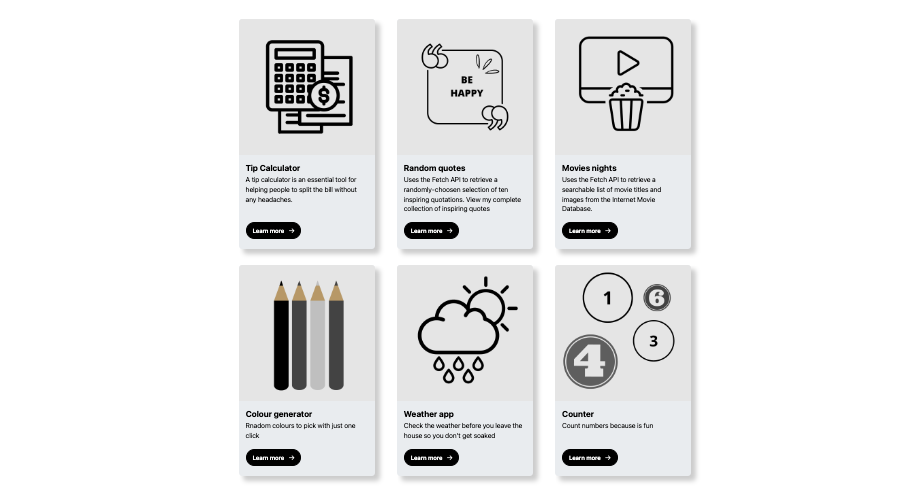 $
BE
HAPPY
Tip Calculator
A tip calculator is an essential tool for
helping people to split the bill without
any headaches.
Learn more →
Random quotes
Uses the Fetch API to retrieve a
randomly-choosen selection of ten
inspiring quotations. View my complete
collection of inspiring quotes
Learn more →
Movies nights
Uses the Fetch API to retrieve a
searchable list of movie titles and
images from the Internet Movie
Database.
Learn more →
Colour generator
Rnadom colours to pick with just one
click
Learn more →
Weather app
Check the weather before you leave the
house so you don't get soaked
Learn more →
1
6
3
4
Counter
Count numbers because is fun
Learn more →